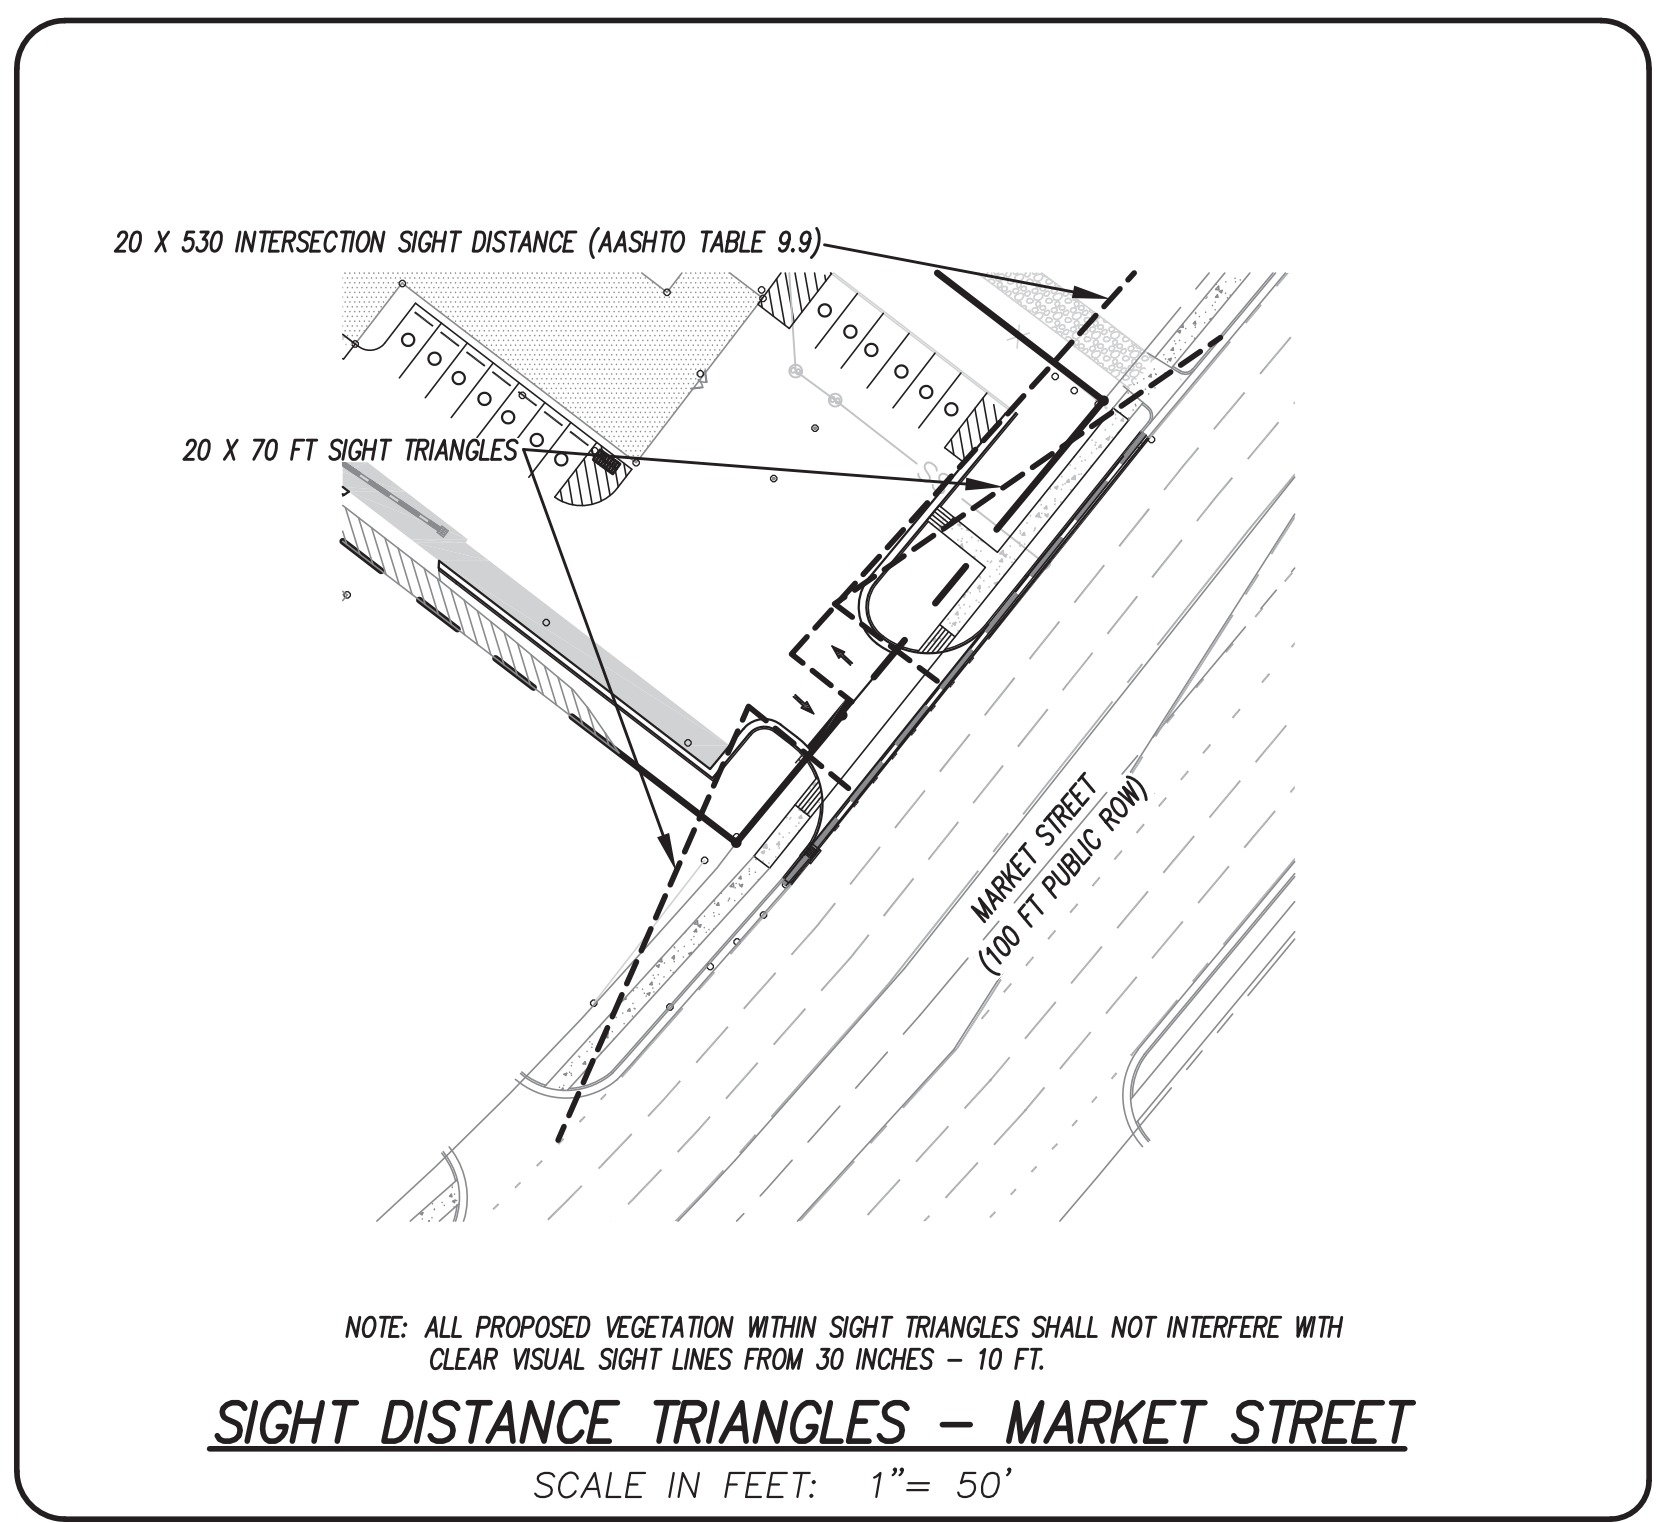 20 X 530 INTERSECTION SIGHT DISTANCE (AASHTO TABLE 9.9)
20 X 70 FT SIGHT TRIANGLES
MARKET STREET
(100 FT PUBLIC ROW)
NOTE: ALL PROPOSED VEGETATION WITHIN SIGHT TRIANGLES SHALL NOT INTERFERE WITH
CLEAR VISUAL SIGHT LINES FROM 30 INCHES - 10 FT.
SIGHT DISTANCE TRIANGLES - MARKET STREET
SCALE IN FEET: 1"= 50'